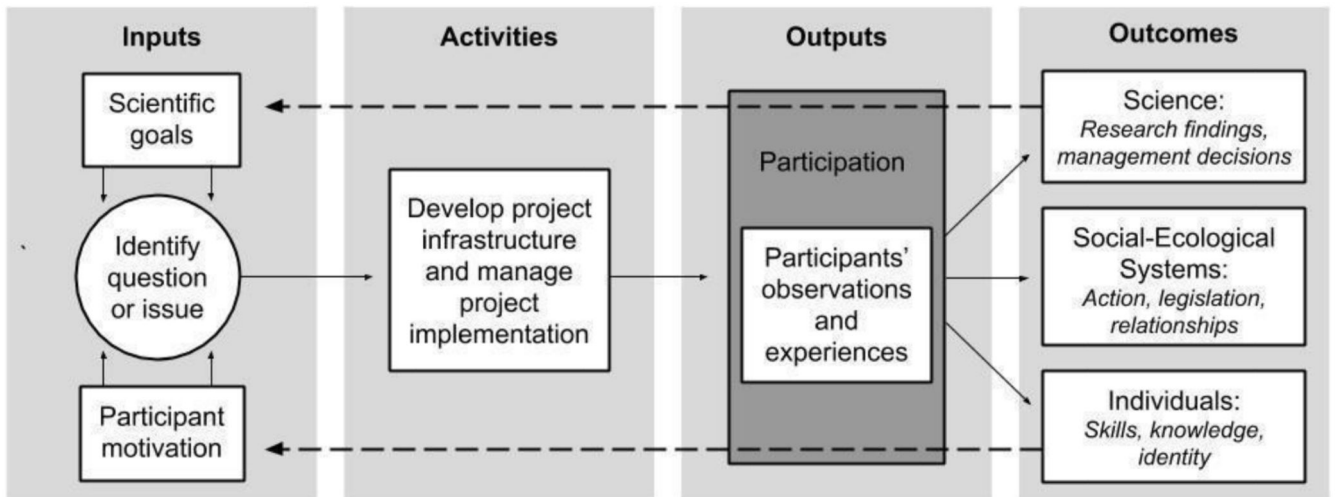 Inputs
Scientific
goals
Identify
question
or issue
Participant
motivation
Activities
Develop project
infrastructure
and manage
project
implementation
Outputs
Participation
Participants'
observations
and
experiences
Outcomes
Science:
Research findings,
management decisions
Social-Ecological
Systems:
Action, legislation,
relationships
Individuals:
Skills, knowledge,
identity